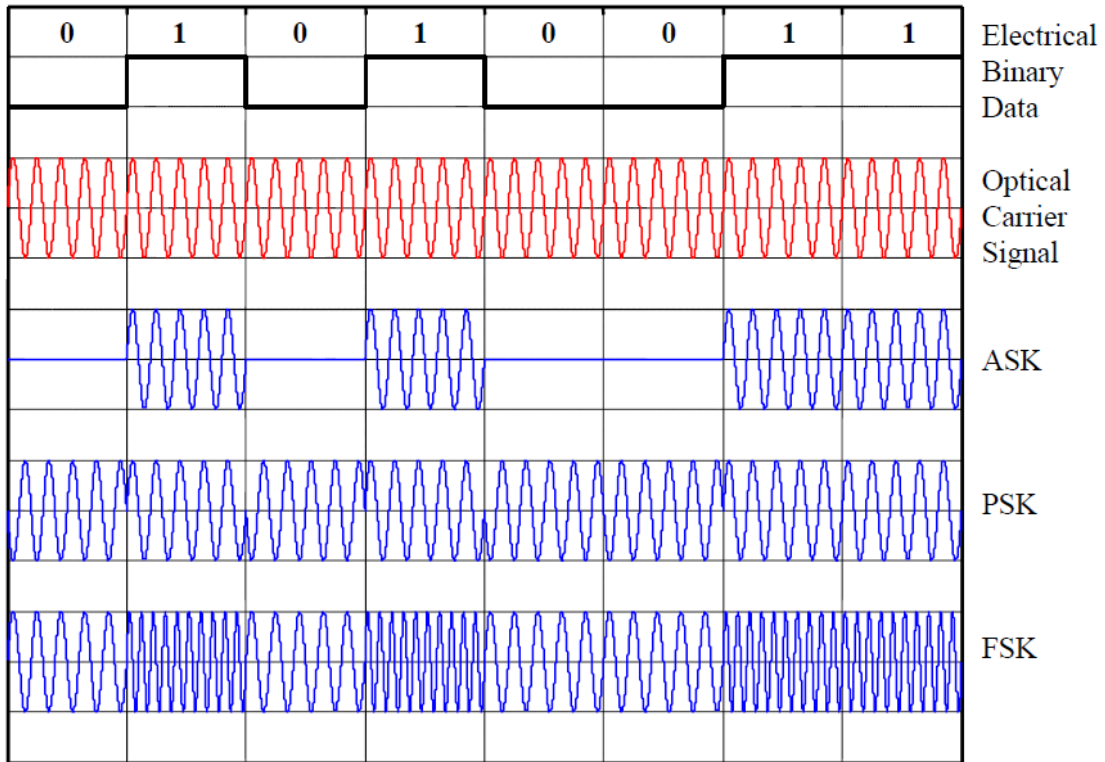 0 1 0 1 0 0 1 1
Electrical
Binary
Data
Optical
Carrier
Signal
ASK
PSK
FSK